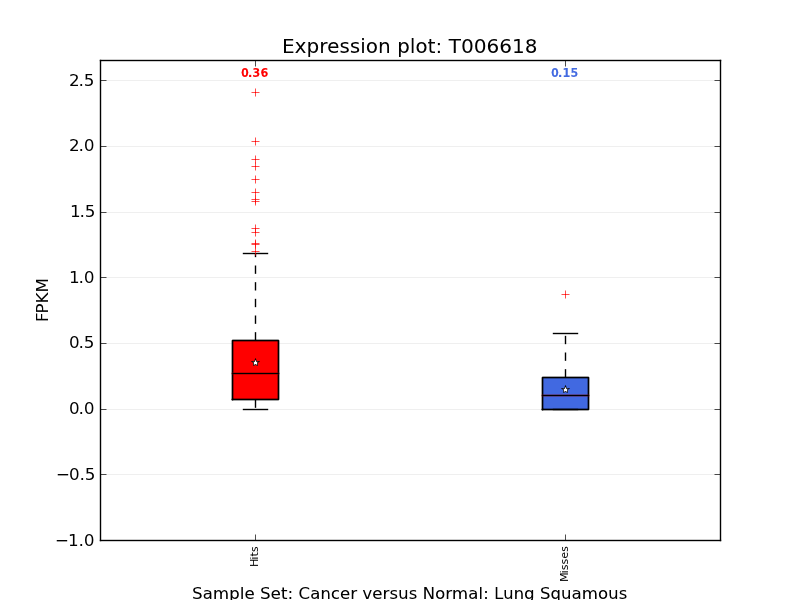 Expression plot: T006618
0.36
0.15
2.5
2.0
1.5
1.0
0.5
0.0
−0.5
−1.0
FPKM
Hits
Misses
Sample Set: Cancer versus Normal: Lung Squamous